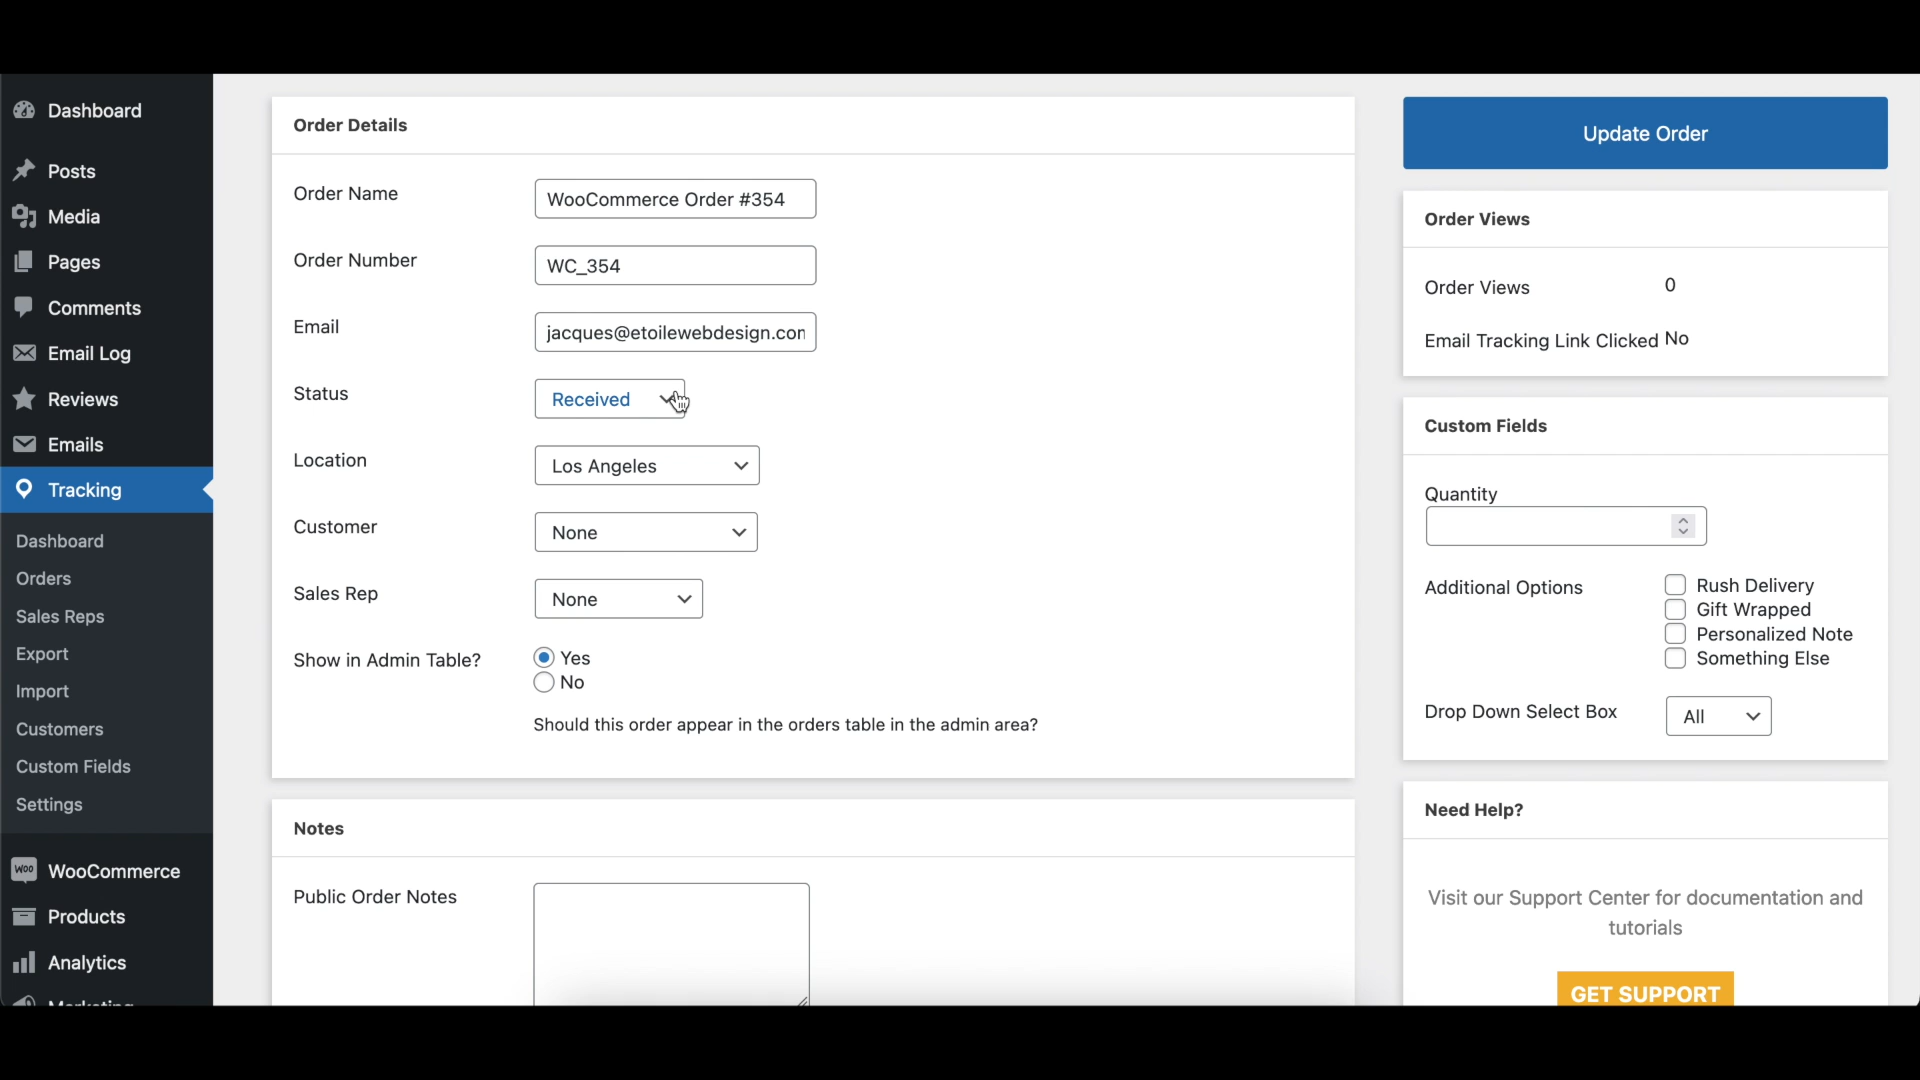 Dashboard
Posts
Media
Pages
Comments
Email Log
Reviews
Emails
Tracking
Dashboard
Orders
Sales Reps
Export
Import
Customers
Custom Fields
Settings
WOO WooCommerce
Products
Analytics
Marketing
Order Details
Order Name WooCommerce Order #354
Order Number WC_354
Email jacques@etoilewebdesign.con
Status Received
Location Los Angeles
Customer None
Sales Rep None
Show in Admin Table? Yes
No
Should this order appear in the orders table in the admin area?
Notes
Public Order Notes
Update Order
Order Views
Order Views 0
Email Tracking Link Clicked No
Custom Fields
Quantity
Additional Options Rush Delivery
Gift Wrapped
Personalized Note
Something Else
Drop Down Select Box All
Need Help?
Visit our Support Center for documentation and
tutorials
GET SUPPORT